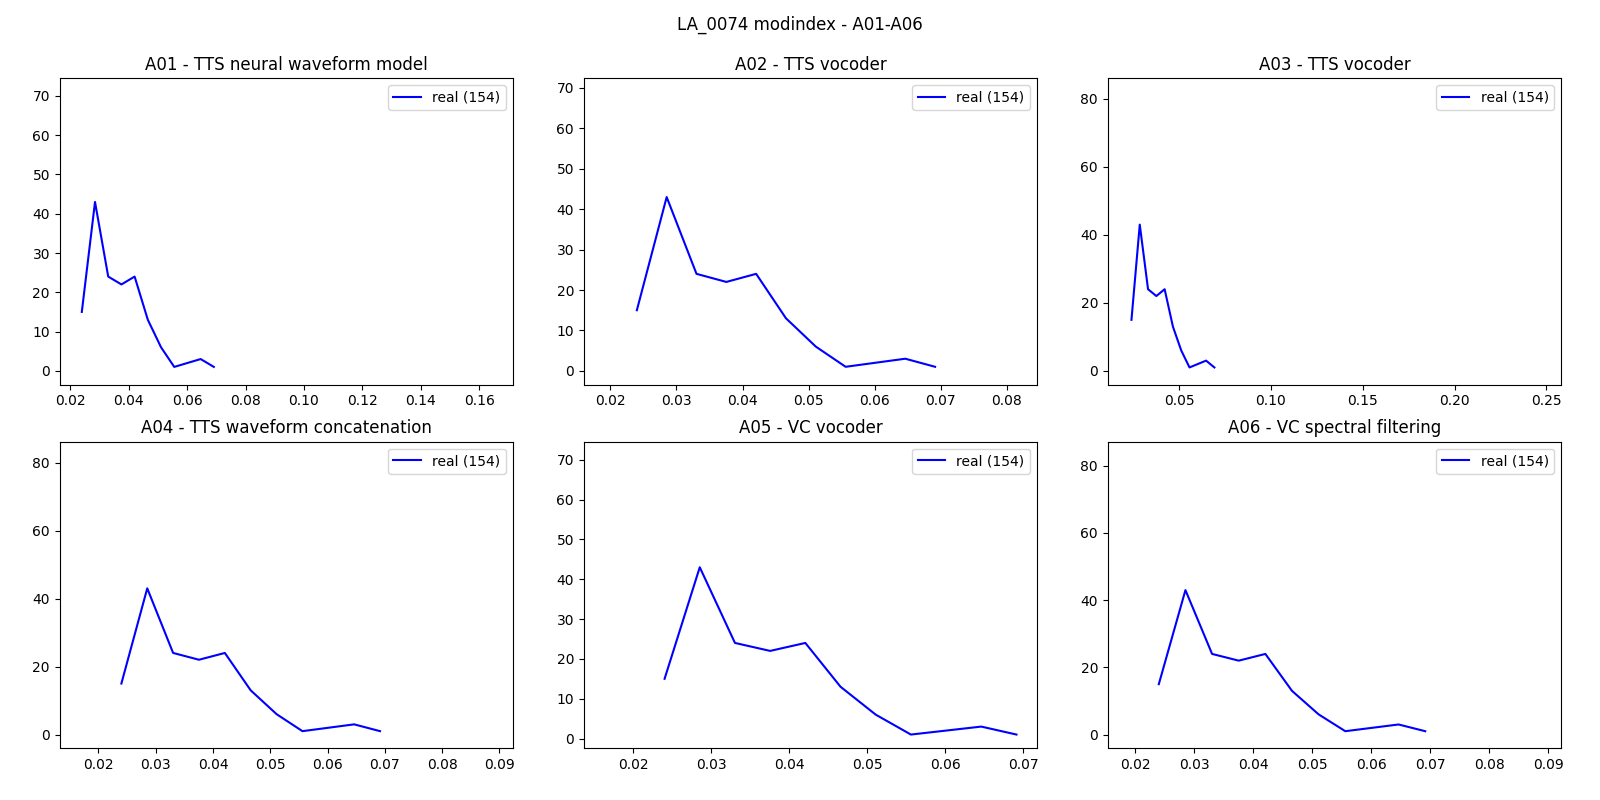 LA_0074 modindex - A01-A06
A01 - TTS neural waveform model
70
60
50
40
30
20
10
0
real (154)
0.02 0.04 0.06 0.08 0.10 0.12 0.14 0.16
A02 - TTS vocoder
70
60
50
40
30
20
10
0
real (154)
0.02 0.03 0.04 0.05 0.06 0.07 0.08
A03 - TTS vocoder
80
60
40
20
0
real (154)
0.05 0.10 0.15 0.20 0.25
A04 - TTS waveform concatenation
80
60
40
20
0
real (154)
0.02 0.03 0.04 0.05 0.06 0.07 0.08 0.09
A05 - VC vocoder
70
60
50
40
30
20
10
0
real (154)
0.02 0.03 0.04 0.05 0.06 0.07
A06 - VC spectral filtering
80
60
40
20
0
real (154)
0.02 0.03 0.04 0.05 0.06 0.07 0.08 0.09